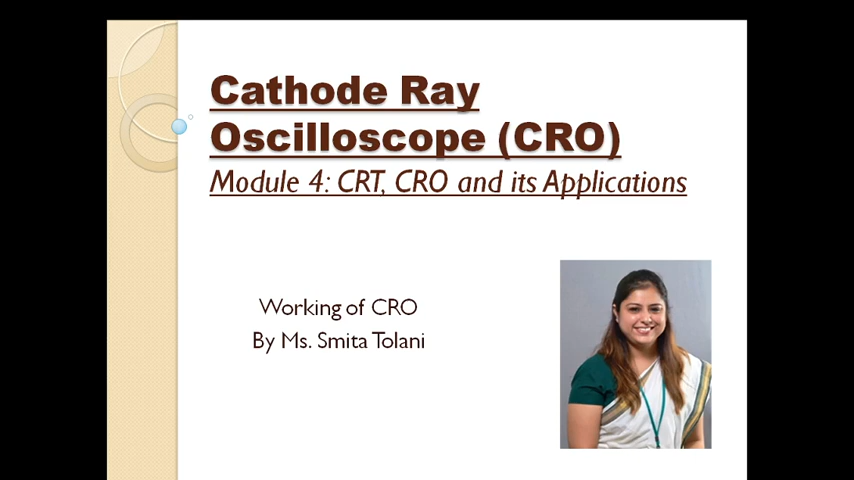 Cathode Ray
Oscilloscope (CRO)
Module 4: CRT, CRO and its Applications
Working of CRO
By Ms. Smita Tolani